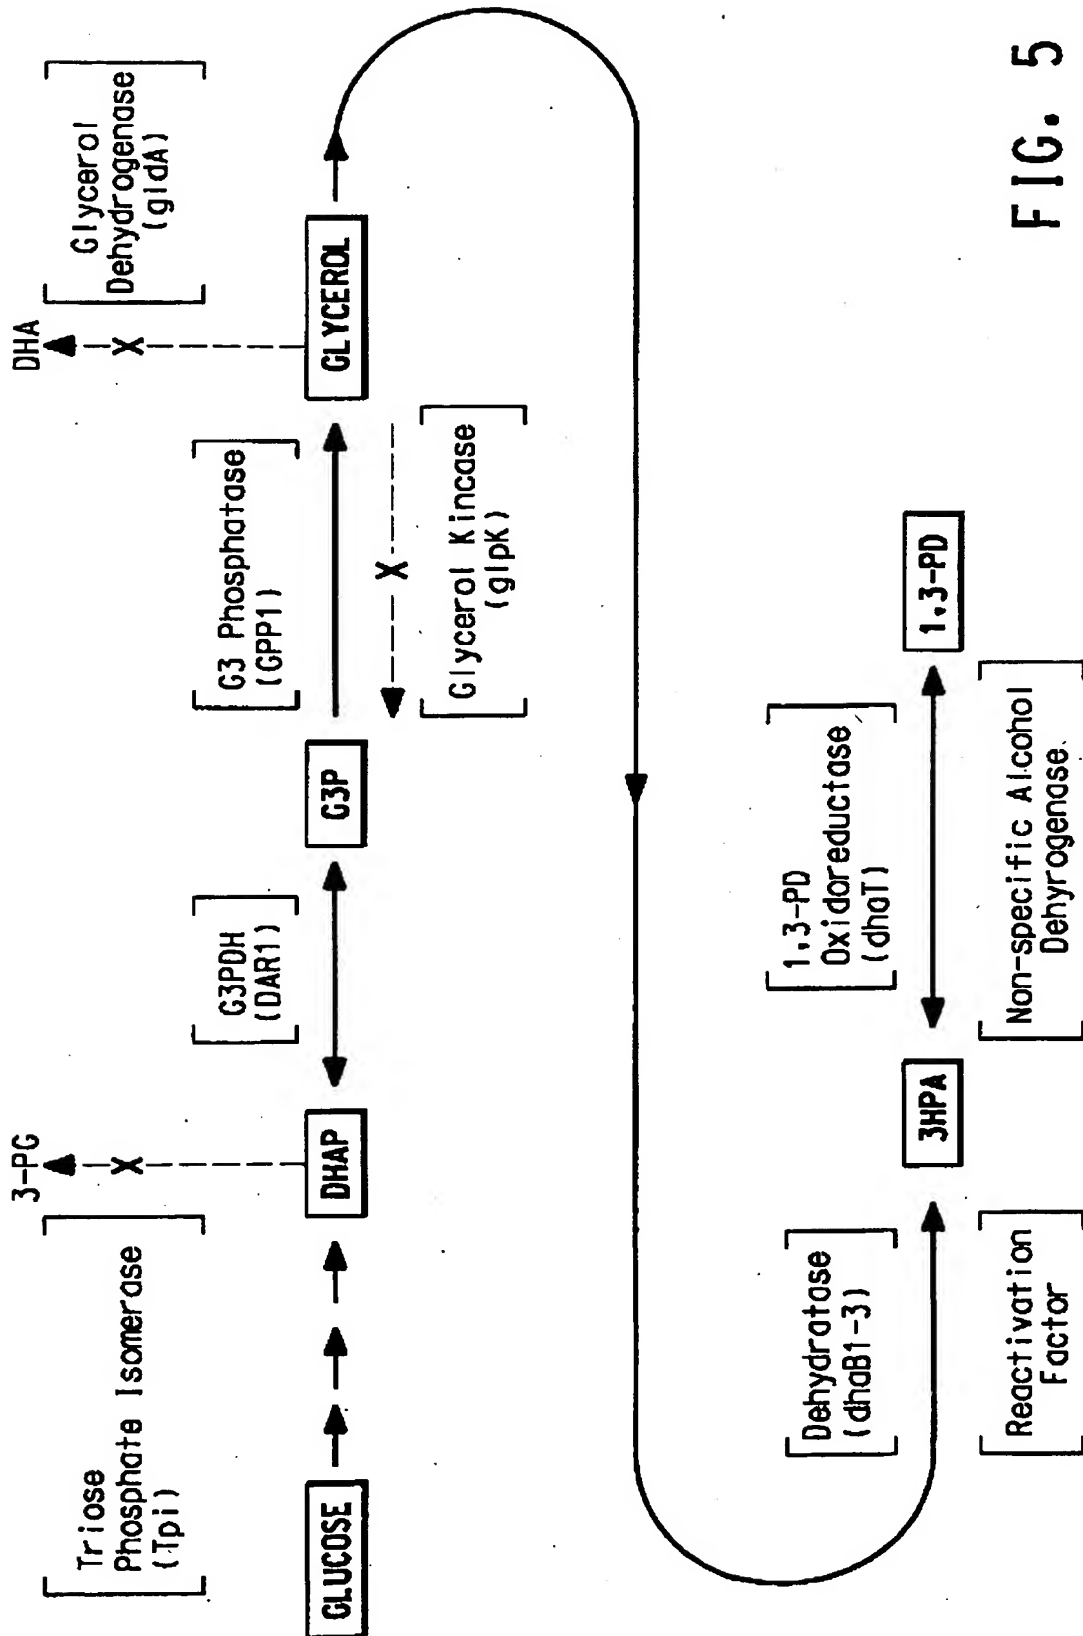 Triose
Phosphate Isomerase
(Tpi)
3-PG
DHA
Glycerol
Dehydrogenase
(gldA)
G3PDH
(DAR1)
G3 Phosphatase
(GPP1)
GLUCOSE
DHAP
G3P
GLYCEROL
X
X
X
Glycerol Kincase
(glpK)
Dehydratase
(dhaB1-3)
1,3-PD
Oxidoreductase
(dhaT)
3HPA
1,3-PD
Reactivation
Factor
Non-specific Alcohol
Dehyrogenase
FIG. 5